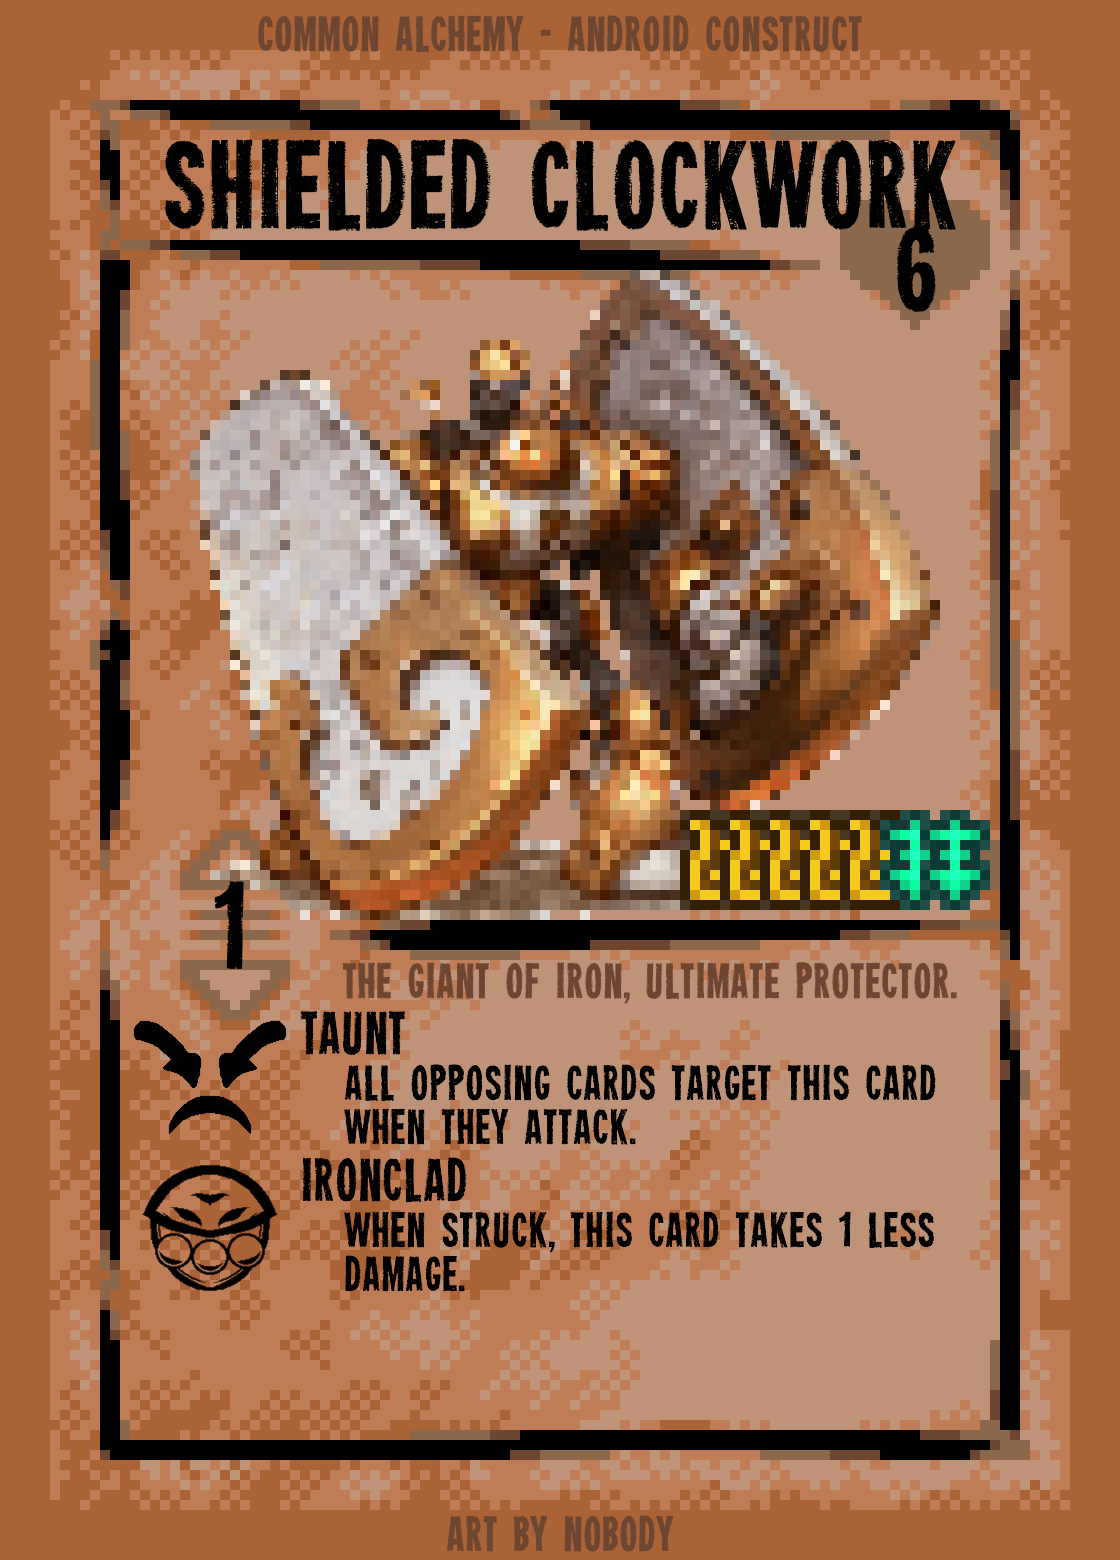 COMMON ALCHEMY - ANDROID CONSTRUCT
SHIELDED CLOCKWORK
6
1
THE GIANT OF IRON, ULTIMATE PROTECTOR.
TAUNT
ALL OPPOSING CARDS TARGET THIS CARD
WHEN THEY ATTACK.
IRONCLAD
WHEN STRUCK, THIS CARD TAKES 1 LESS
DAMAGE.
ART BY NOBODY